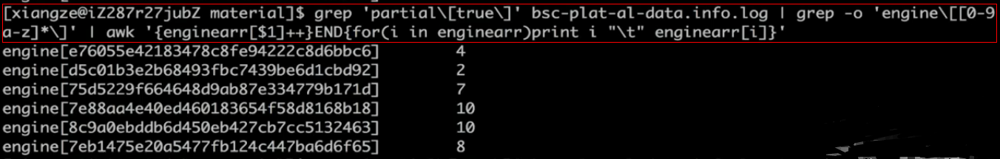 [xiangze@iZ287r27jubZ material]$ grep 'partial\[true\]' bsc-plat-al-data.info.log | grep -o 'engine\[[0-9
a-z]*\]' | awk '{enginearr[$1]++}END{for(i in enginearr)print i "\t" enginearr[i]}'
engine[e76055e42183478c8fe94222c8d6bbc6]	4
engine[d5c01b3e2b68493fbc7439be6d1cbd92]	2
engine[75d5229f664648d9ab87e334779b171d]	7
engine[7e88aa4e40ed460183654f58d8168b18]	10
engine[8c9a0ebddb6d450eb427cb7cc5132463]	10
engine[7eb1475e20a5477fb124c447ba6d6f65]	8